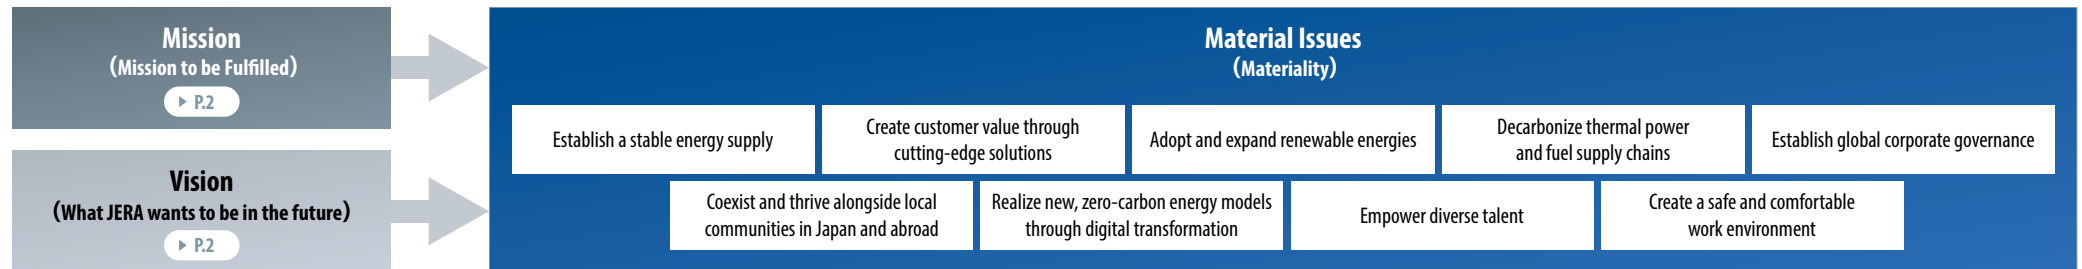 Mission
(Mission to be Fulfilled)
P.2
Vision
(What JERA wants to be in the future)
P.2
Material Issues
(Materiality)
Establish a stable energy supply
Create customer value through
cutting-edge solutions
Adopt and expand renewable energies
Decarbonize thermal power
and fuel supply chains
Establish global corporate governance
Coexist and thrive alongside local
communities in Japan and abroad
Realize new, zero-carbon energy models
through digital transformation
Empower diverse talent
Create a safe and comfortable
work environment